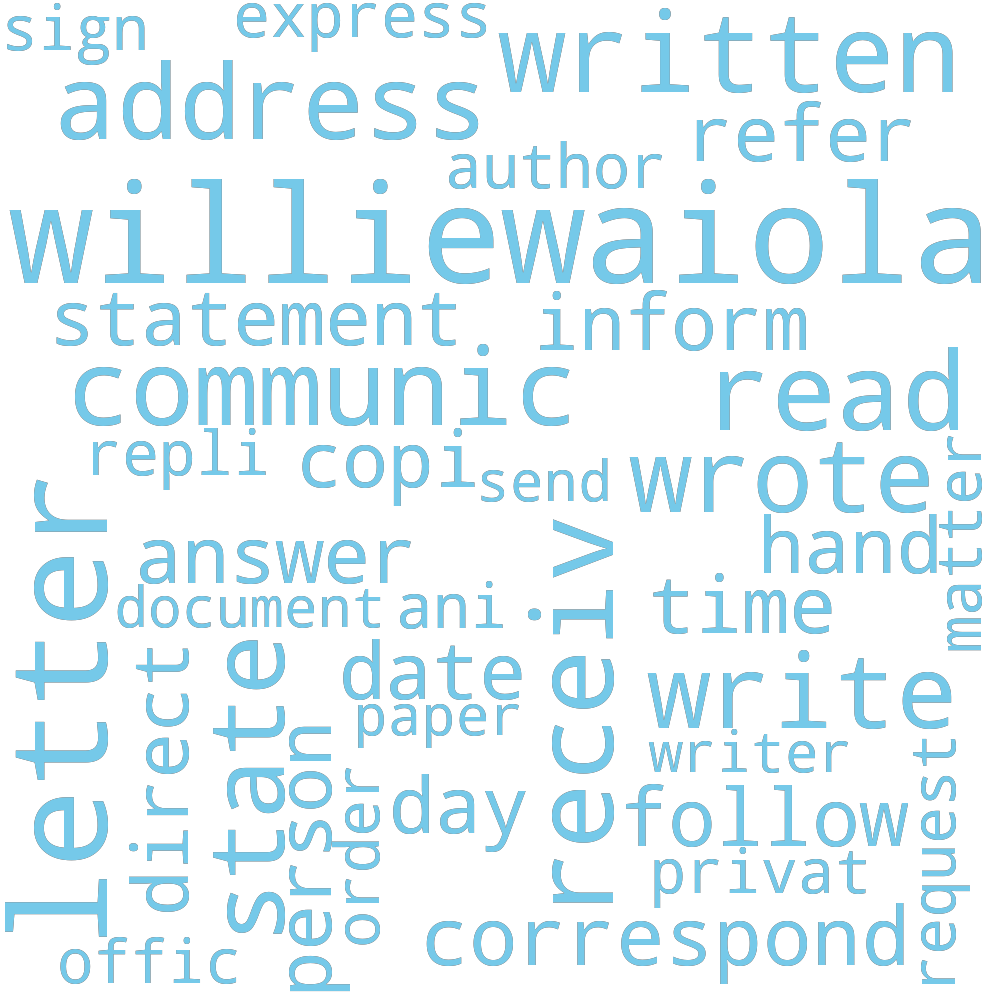 sign
express
written
address
refer
author
williewaiola
statement
inform
communic
read
repli
copi
send
wrote
matter
letter
answer
receiv
hand
document
ani
time
direct
state
date
write
paper
person
writer
request
order
day
follow
privat
correspond
offic